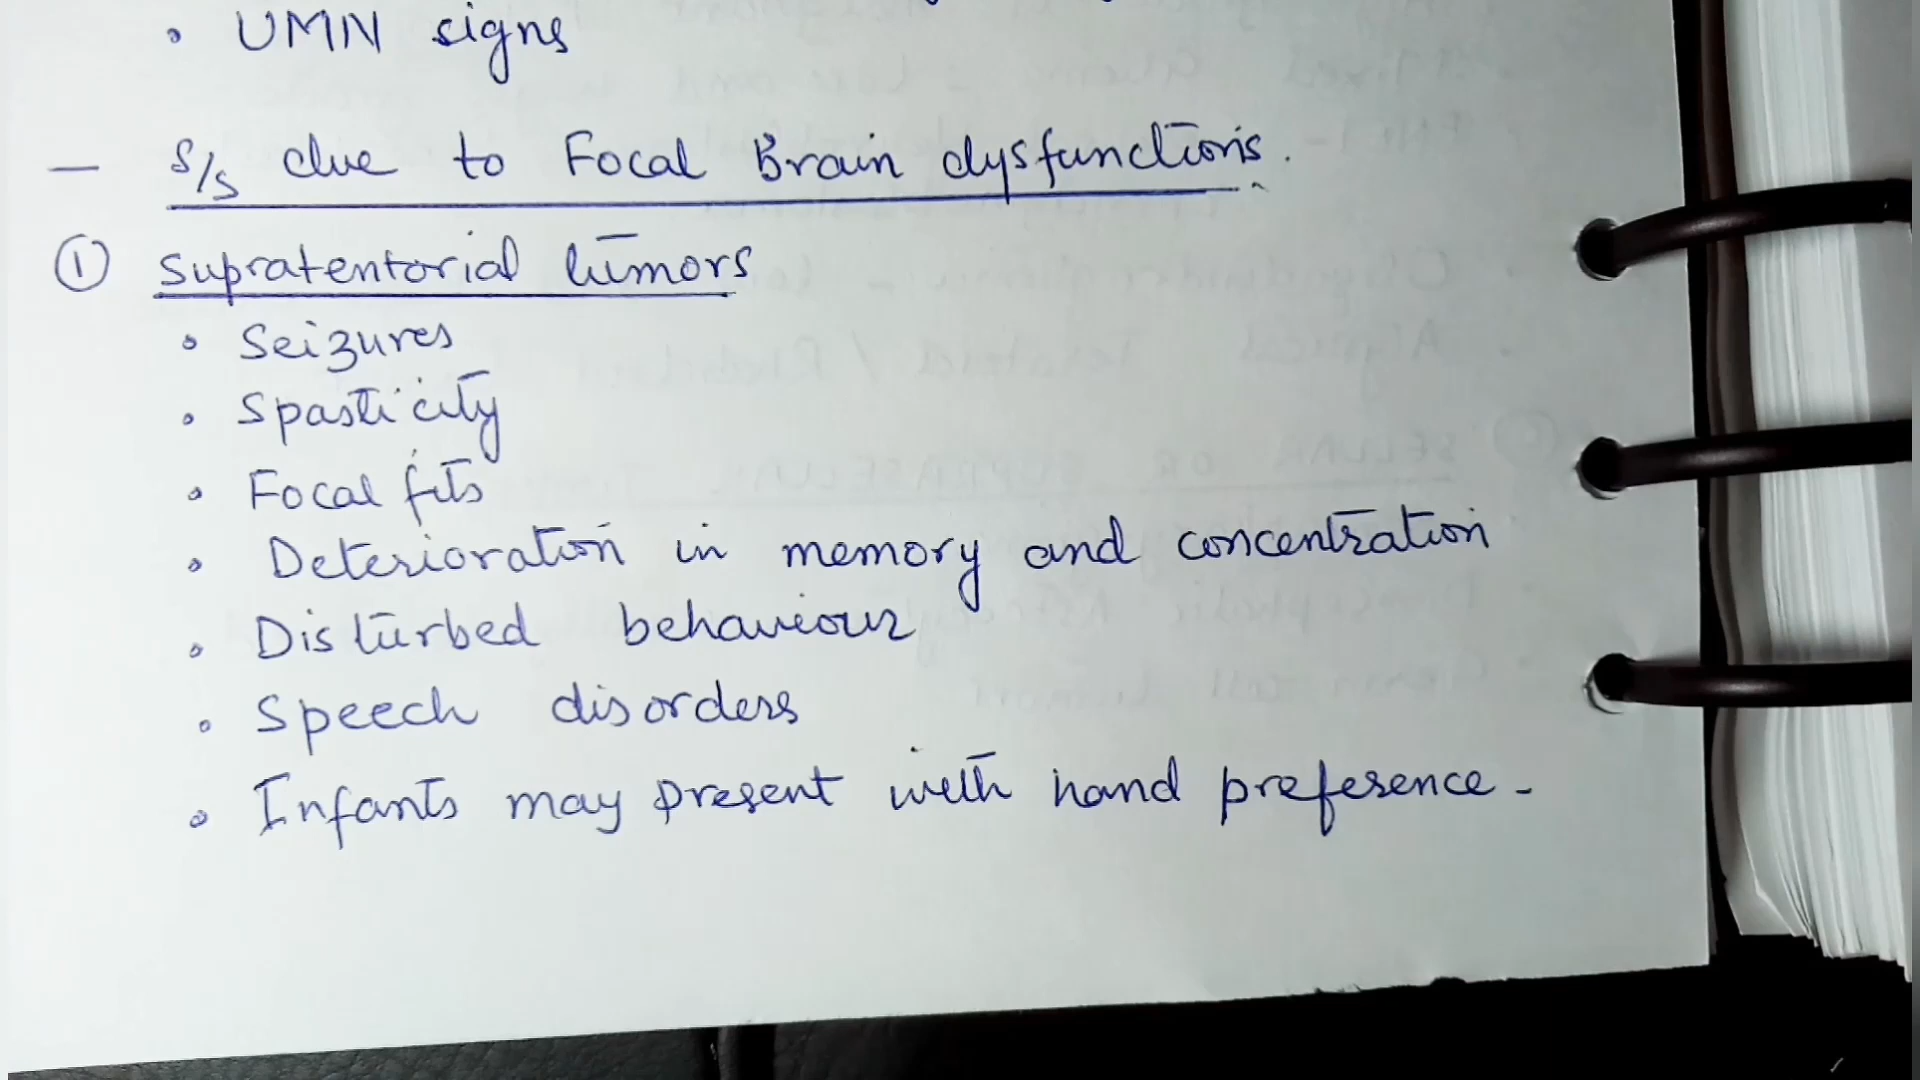 • UMN signs
— S/S due to Focal Brain dysfunctions.
① Supratentorial tumors
• Seizures
• Spasticity
• Focal fits
• Deterioration in memory and concentration
• Disturbed behaviour
• Speech disorders
• Infants may present with hand preference -